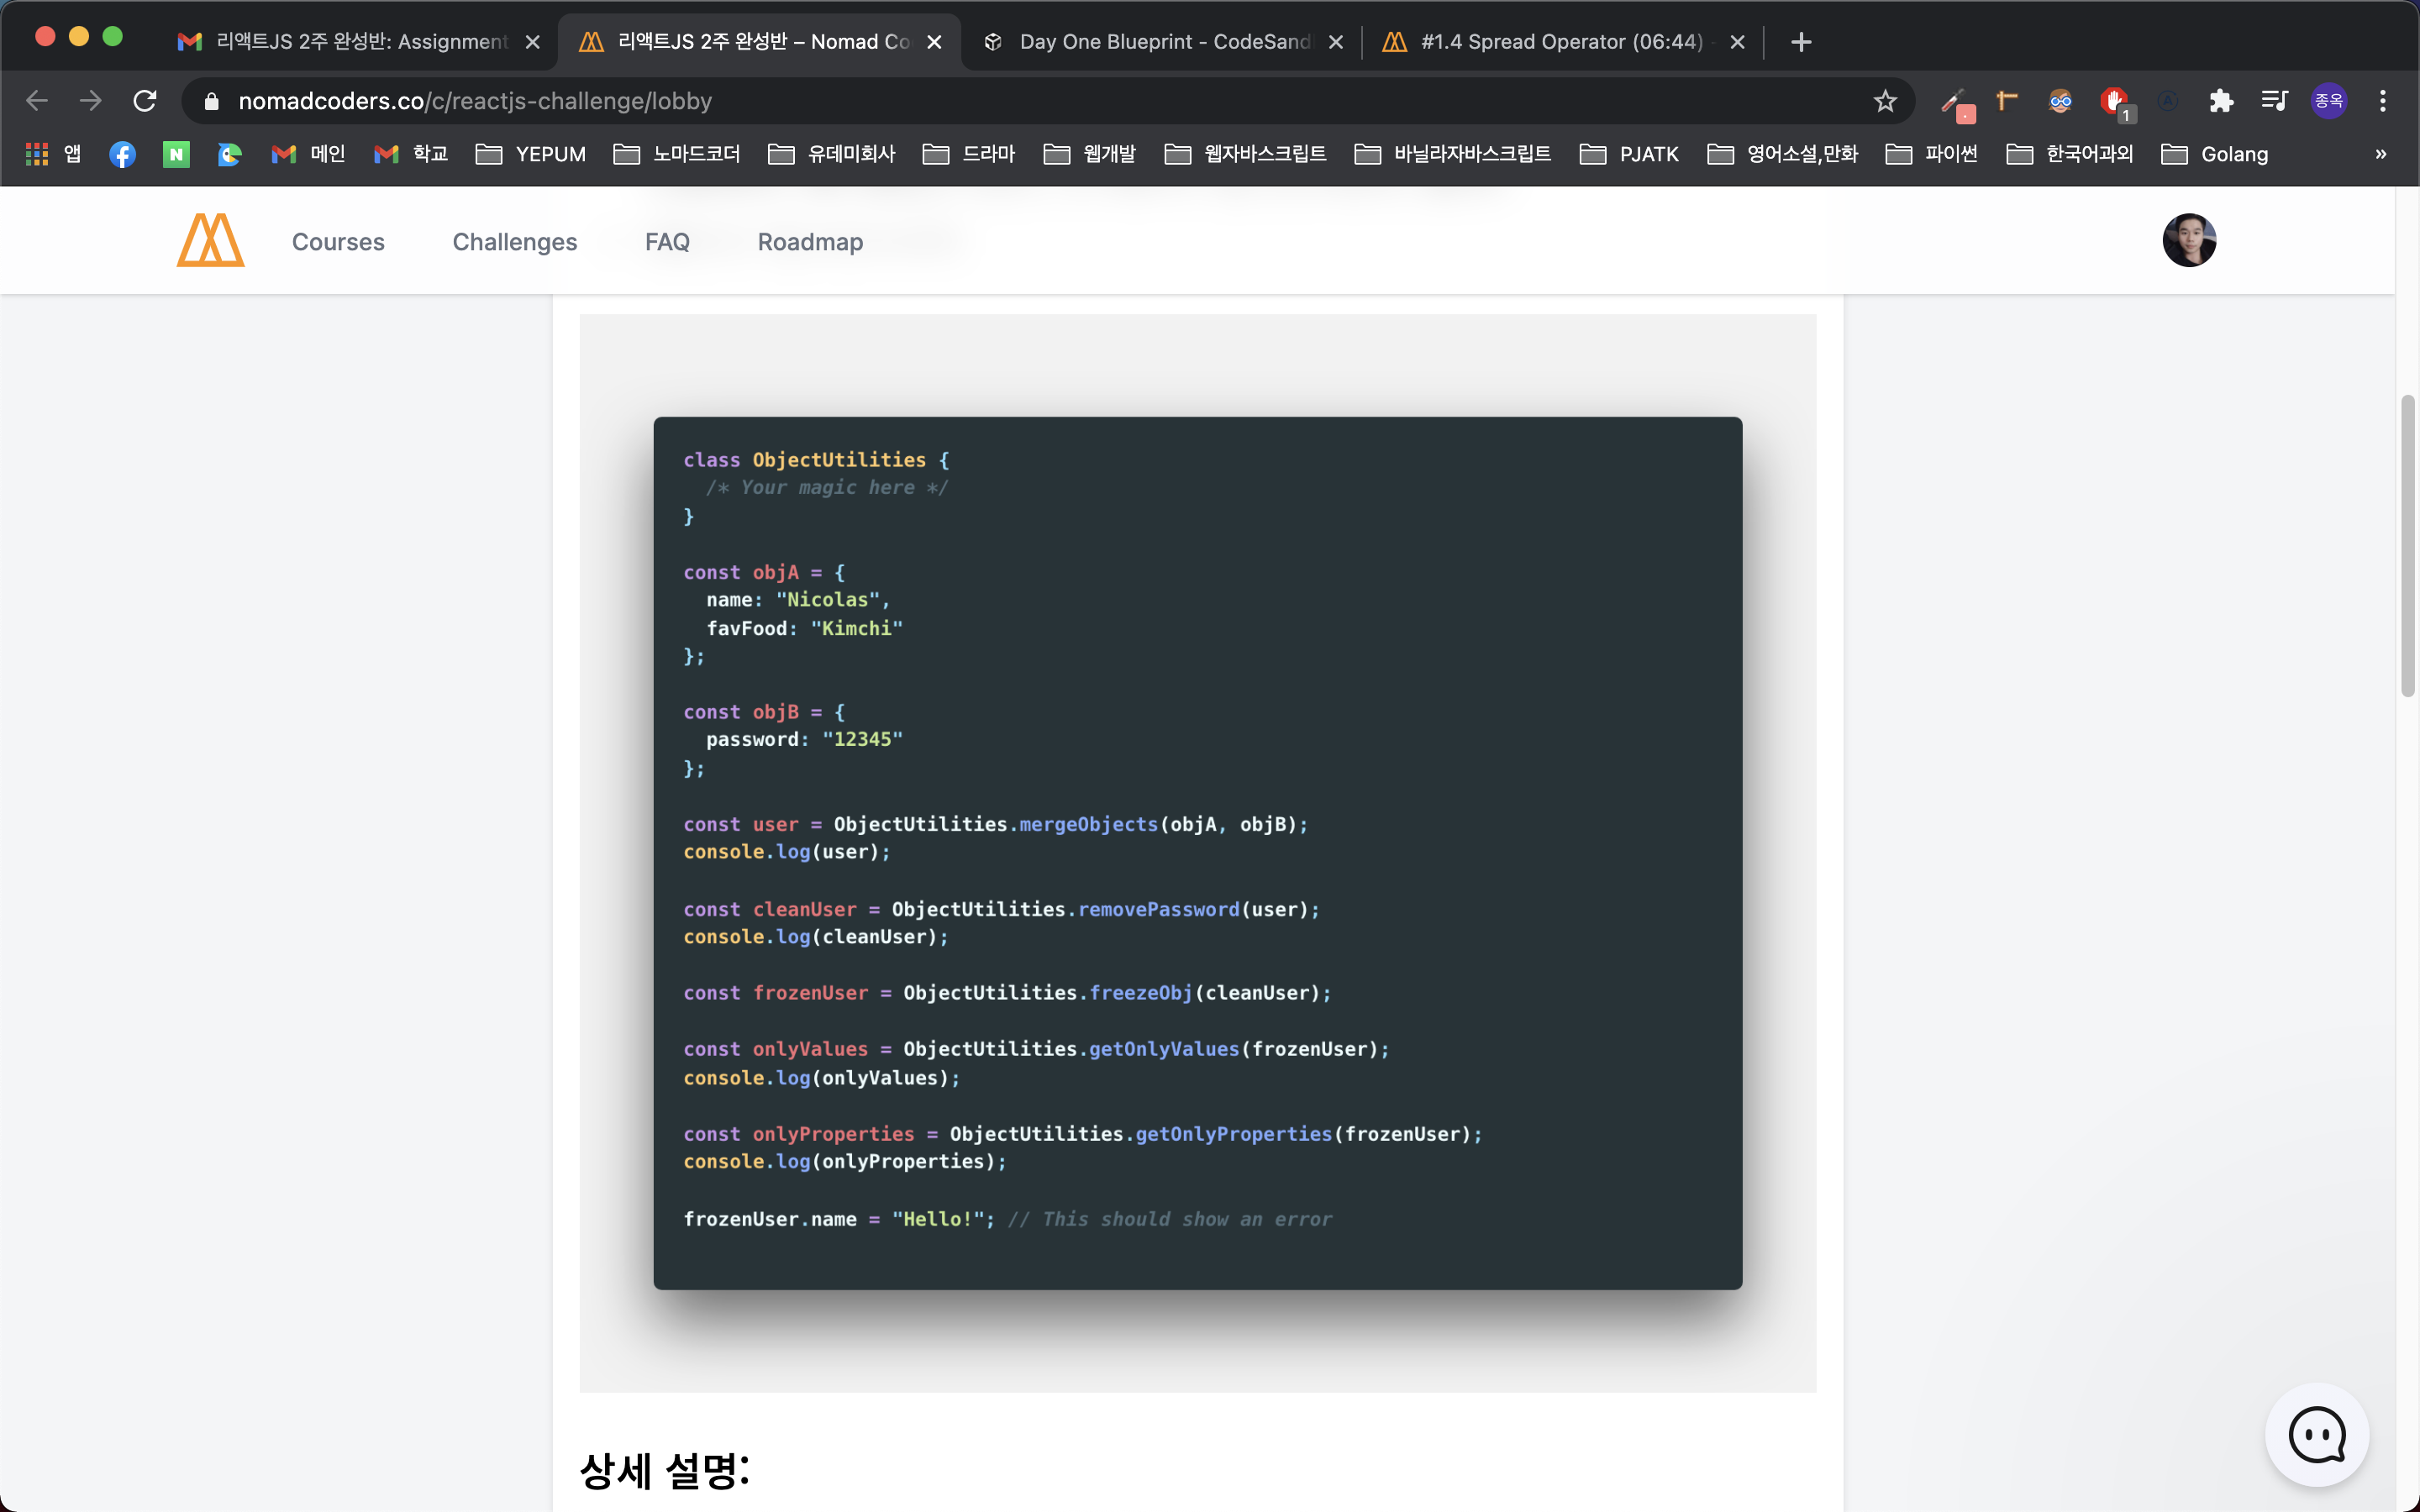 리액트JS 2주 완성반: Assignment
리액트JS 2주 완성반 – Nomad Co
Day One Blueprint - CodeSand
#1.4 Spread Operator (06:44) -
nomadcoders.co/c/reactjs-challenge/lobby
1
종옥
앱
메인
학교
YEPUM
노마드코더
유데미회사
드라마
웹개발
웹자바스크립트
바닐라자바스크립트
PJATK
영어소설,만화
파이썬
한국어과외
Golang
»
Courses
Challenges
FAQ
Roadmap
class ObjectUtilities {
  /* Your magic here */
}
const objA = {
  name: "Nicolas",
  favFood: "Kimchi"
};
const objB = {
  password: "12345"
};
const user = ObjectUtilities.mergeObjects(objA, objB);
console.log(user);
const cleanUser = ObjectUtilities.removePassword(user);
console.log(cleanUser);
const frozenUser = ObjectUtilities.freezeObj(cleanUser);
const onlyValues = ObjectUtilities.getOnlyValues(frozenUser);
console.log(onlyValues);
const onlyProperties = ObjectUtilities.getOnlyProperties(frozenUser);
console.log(onlyProperties);
frozenUser.name = "Hello!"; // This should show an error
상세 설명: